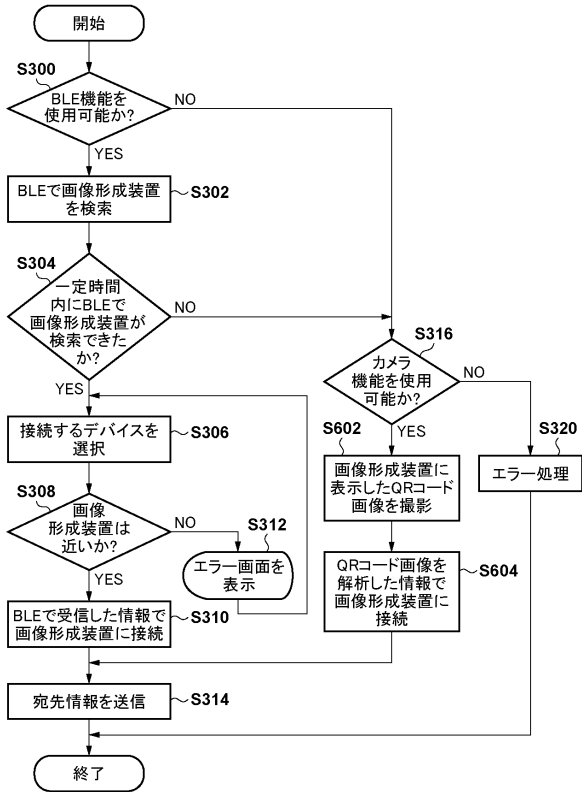 開始
S300
BLE機能を
使用可能か?
NO
YES
BLEで画像形成装置
を検索
S302
S304
一定時間
内にBLEで
画像形成装置が
検索できた
か?
NO
YES
S316
カメラ
機能を使用
可能か?
NO
YES
接続するデバイスを
選択
S306
S602
画像形成装置に
表示したQRコード
画像を撮影
S320
エラー処理
S308
画像
形成装置は
近いか?
NO
YES
S312
エラー画面を
表示
QRコード画像を
解析した情報で
画像形成装置に
接続
S604
BLEで受信した情報で
画像形成装置に接続
S310
宛先情報を送信
S314
終了